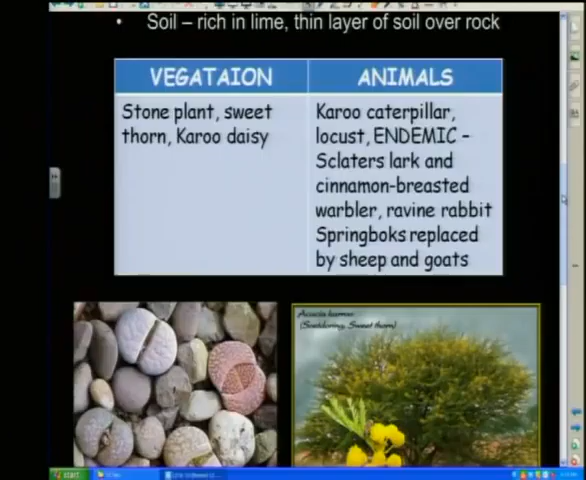 • Soil – rich in lime, thin layer of soil over rock
VEGATAION
ANIMALS
Stone plant, sweet
thorn, Karoo daisy
Karoo caterpillar,
locust, ENDEMIC –
Sclaters lark and
cinnamon-breasted
warbler, ravine rabbit
Springboks replaced
by sheep and goats
Acacia karroo
(Soetdoring, Sweet thorn)
start